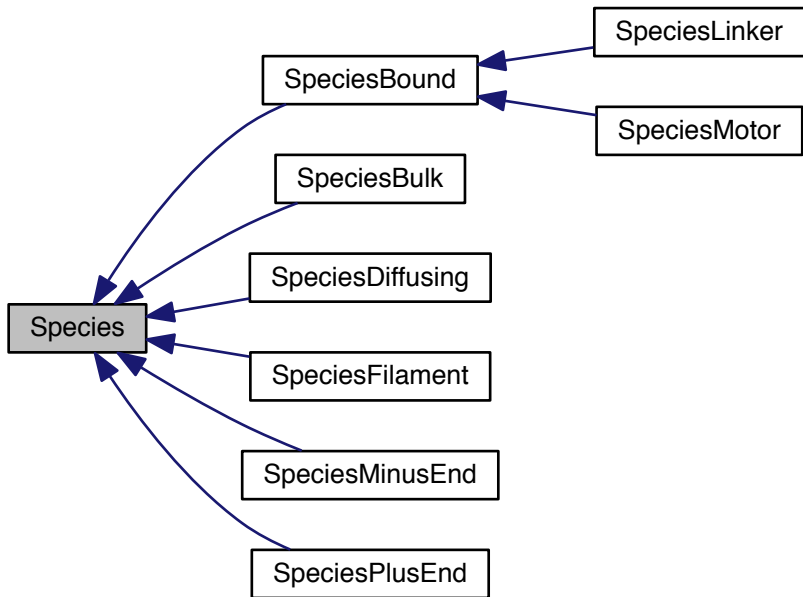 SpeciesLinker
SpeciesBound
SpeciesMotor
SpeciesBulk
SpeciesDiffusing
Species
SpeciesFilament
SpeciesMinusEnd
SpeciesPlusEnd